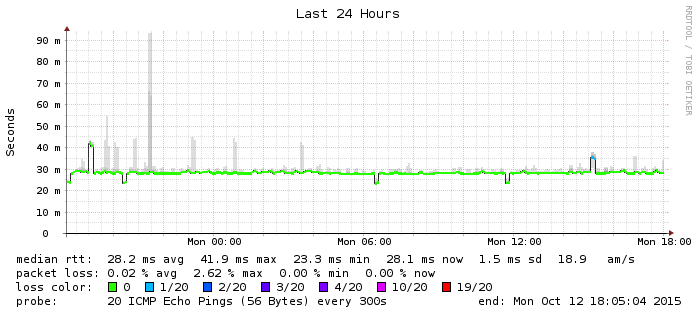 Last 24 Hours
RRDTOOL / TOBI OETIKER
Seconds
90 m
80 m
70 m
60 m
50 m
40 m
30 m
20 m
10 m
0
Mon 00:00 Mon 06:00 Mon 12:00 Mon 18:00
median rtt: 28.2 ms avg 41.9 ms max 23.3 ms min 28.1 ms now 1.5 ms sd 18.9 am/s
packet loss: 0.02 % avg 2.62 % max 0.00 % min 0.00 % now
loss color: 0 1/20 2/20 3/20 4/20 10/20 19/20
probe: 20 ICMP Echo Pings (56 Bytes) every 300s end: Mon Oct 12 18:05:04 2015